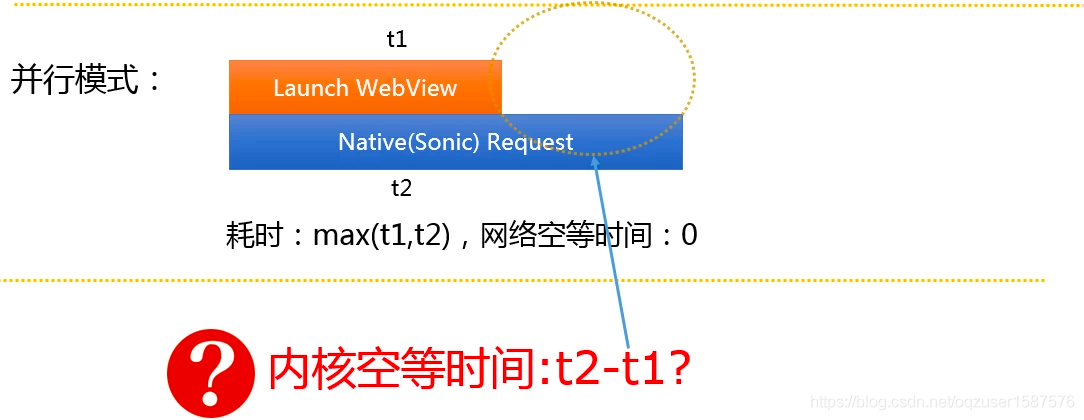 t1
并行模式：
Launch WebView
Native(Sonic) Request
t2
耗时：max(t1,t2)，网络空等时间：0
?
内核空等时间:t2-t1?
https://blog.csdn.net/oqzuser1587576